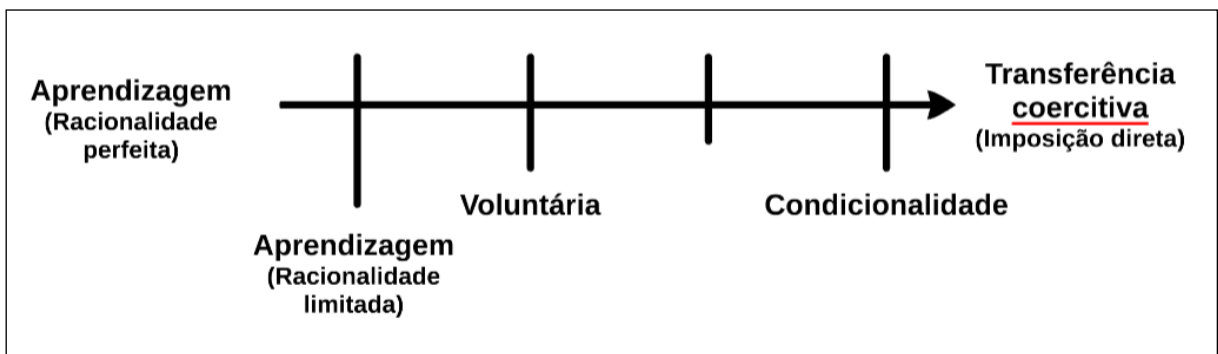 Aprendizagem
(Racionalidade
perfeita)
Aprendizagem
(Racionalidade
limitada)
Voluntária
Condicionalidade
Transferência
coercitiva
(Imposição direta)